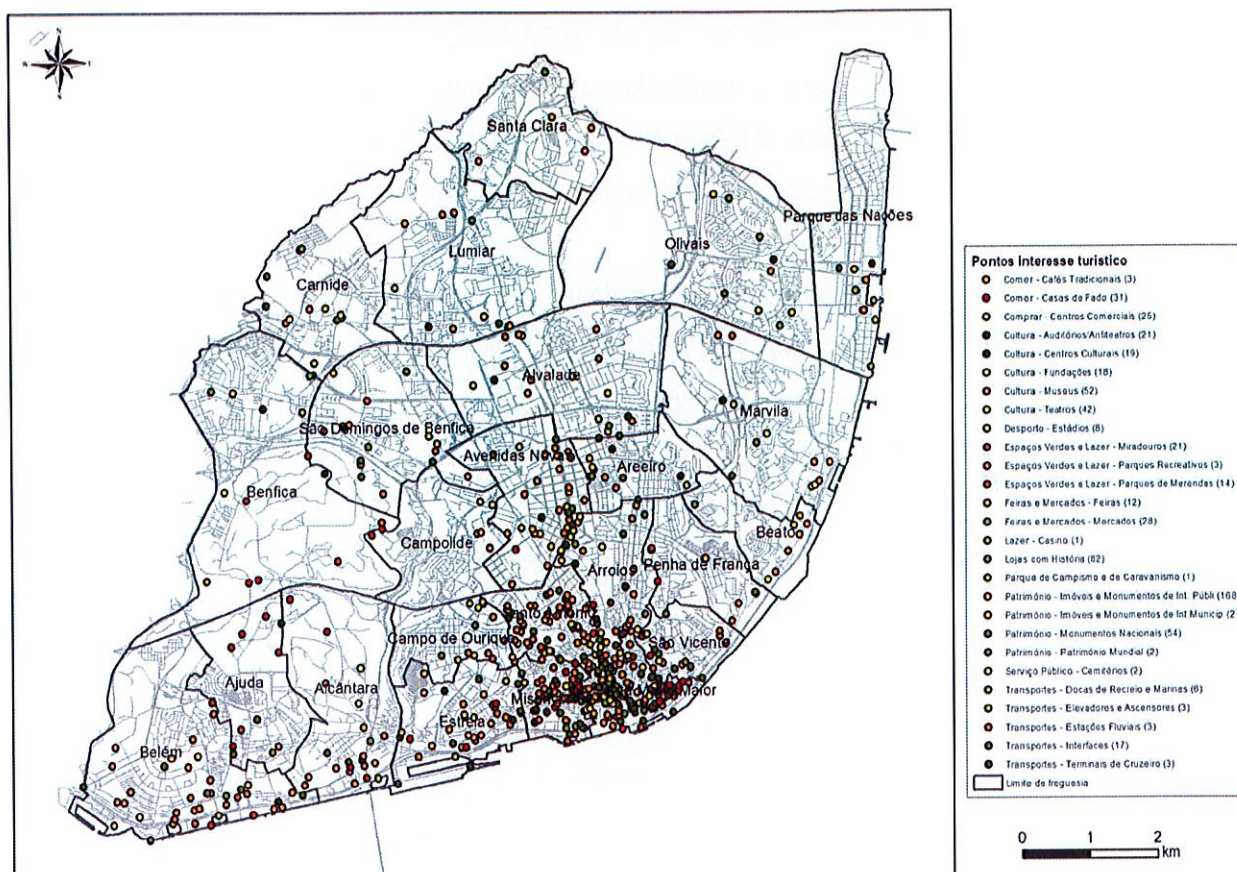 N
W
S
Santa Clara
Parque das Nações
Olivais
Lumiar
Carnide
Alvalade
Marvila
São Domingos de Benfica
Avenidas Novas
Areeiro
Benfica
Beato
Campolide
Penha de França
Arroios
Santo António
Campo de Ourique
São Vicente
Ajuda
Alcântara
Maior
Estrela
Belém
Pontos Interesse turistico
Comer - Cafés Tradicionais (3)
Comer - Casas de Fado (31)
Comprar - Centros Comerciais (25)
Cultura - Auditórios/Anfiteatros (21)
Cultura - Centros Culturais (19)
Cultura - Fundações (18)
Cultura - Museus (52)
Cultura - Teatros (42)
Desporto - Estádios (8)
Espaços Verdes e Lazer - Miradouros (21)
Espaços Verdes e Lazer - Parques Recreativos (3)
Espaços Verdes e Lazer - Parques de Merendas (14)
Feiras e Mercados - Feiras (12)
Feiras e Mercados - Mercados (28)
Lazer - Casino (1)
Lojas com História (82)
Parque de Campismo e de Caravanismo (1)
Património - Imóveis e Monumentos de Int. Públi (168
Património - Imóveis e Monumentos de Int Municip (2
Património - Monumentos Nacionais (54)
Património - Património Mundial (2)
Serviço Público - Cemitérios (2)
Transportes - Docas de Recreio e Marinas (6)
Transportes - Elevadores e Ascensores (3)
Transportes - Estações Fluviais (3)
Transportes - Interfaces (17)
Transportes - Terminais de Cruzeiro (3)
Limite de freguesia
0 1 2
km